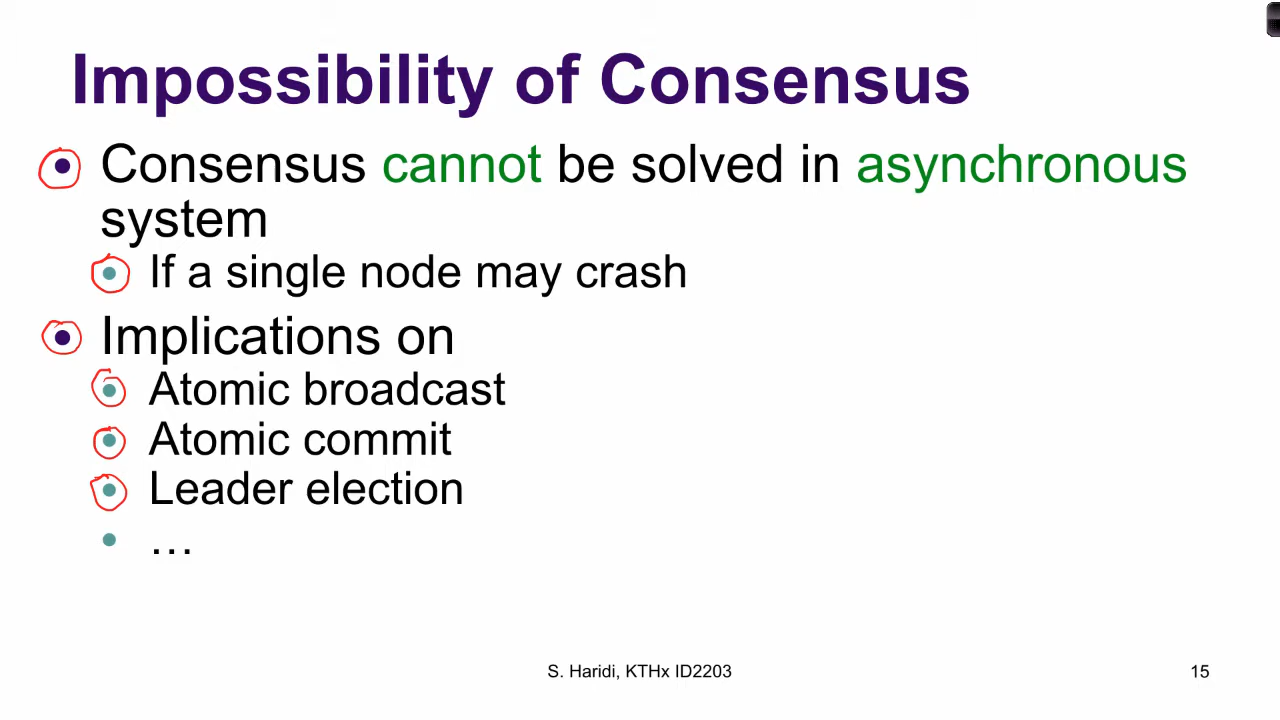 Impossibility of Consensus
• Consensus cannot be solved in asynchronous
system
• If a single node may crash
• Implications on
• Atomic broadcast
• Atomic commit
• Leader election
• …
S. Haridi, KTHx ID2203
15